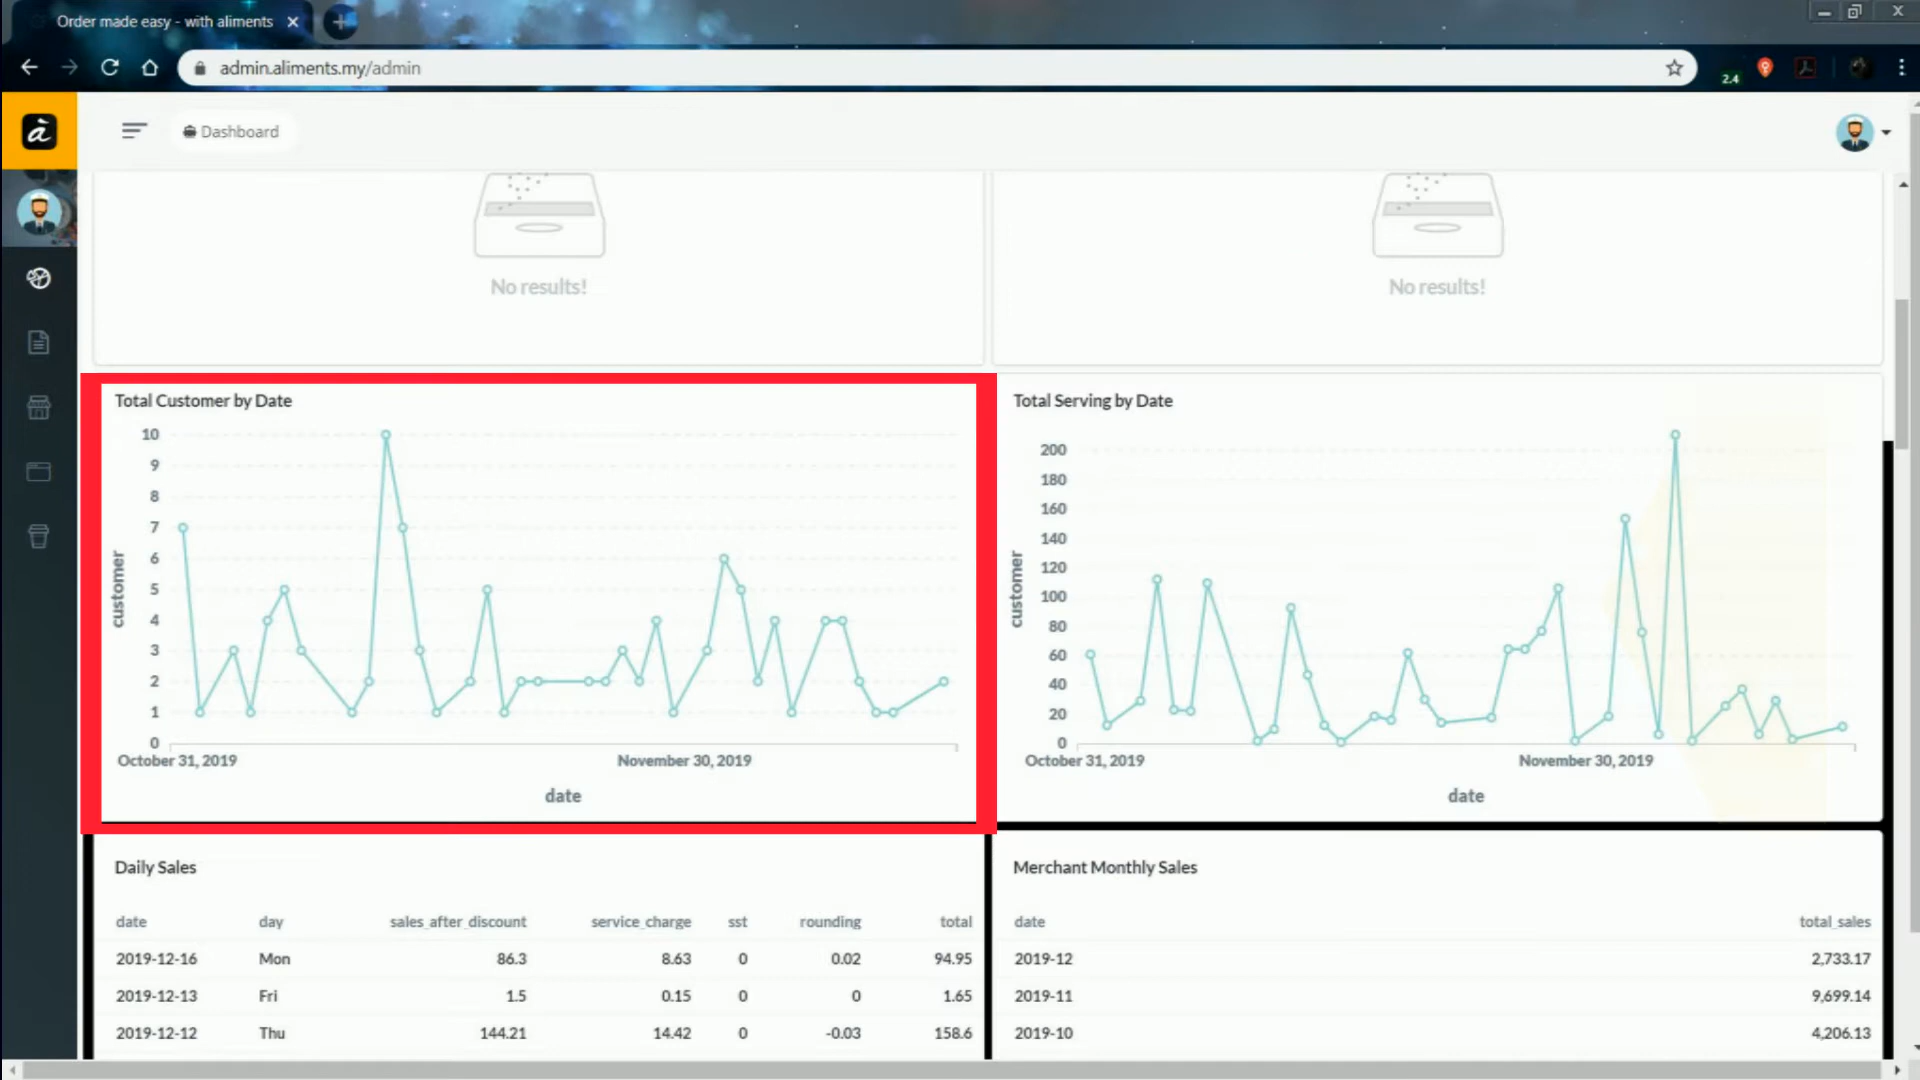 Order made easy - with aliments
admin.aliments.my/admin
2.4
à
Dashboard
No results!
No results!
Total Customer by Date
10
9
8
7
6
5
4
3
2
1
0
customer
October 31, 2019
November 30, 2019
date
Total Serving by Date
200
180
160
140
120
100
80
60
40
20
0
customer
October 31, 2019
November 30, 2019
date
Daily Sales
date day sales_after_discount service_charge sst rounding total
2019-12-16 Mon 86.3 8.63 0 0.02 94.95
2019-12-13 Fri 1.5 0.15 0 0 1.65
2019-12-12 Thu 144.21 14.42 0 -0.03 158.6
Merchant Monthly Sales
date total_sales
2019-12 2,733.17
2019-11 9,699.14
2019-10 4,206.13